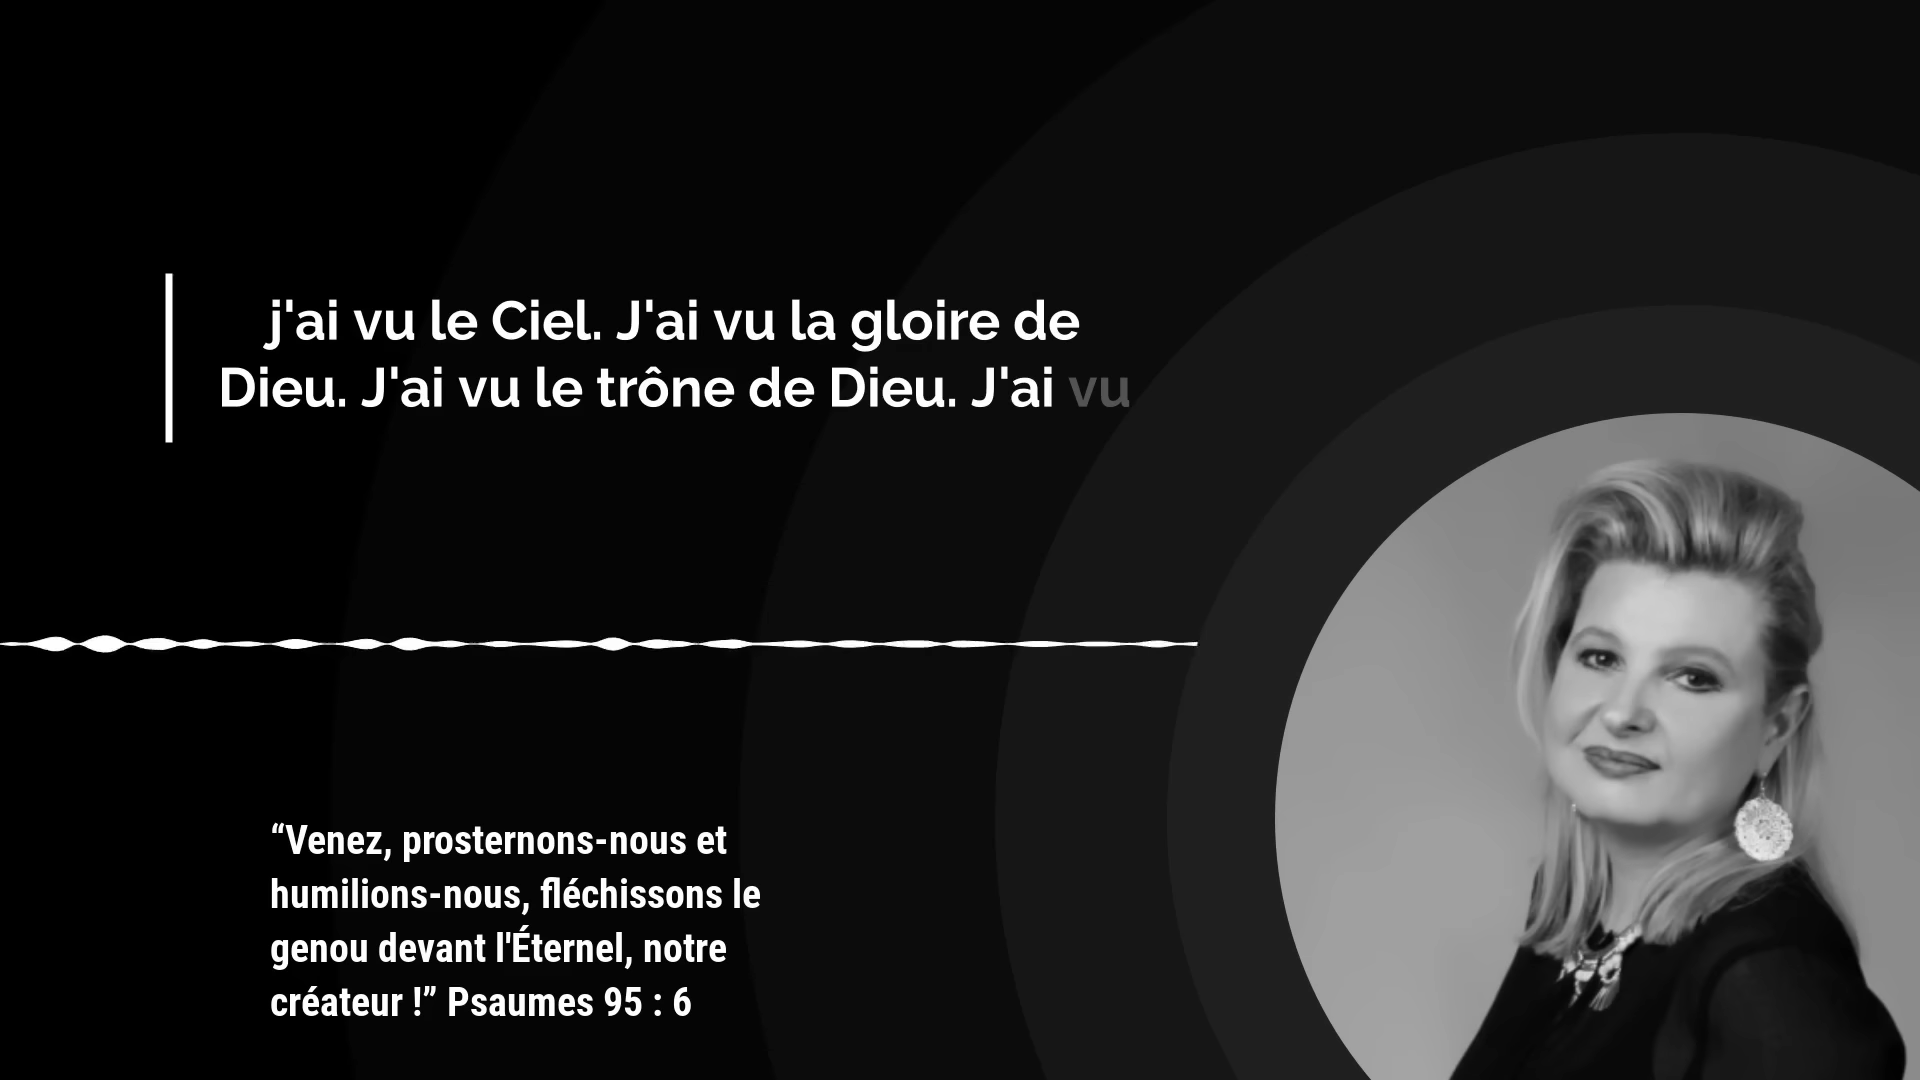 j'ai vu le Ciel. J'ai vu la gloire de
Dieu. J'ai vu le trône de Dieu. J'ai vu
“Venez, prosternons-nous et
humilions-nous, fléchissons le
genou devant l'Éternel, notre
créateur !” Psaumes 95 : 6